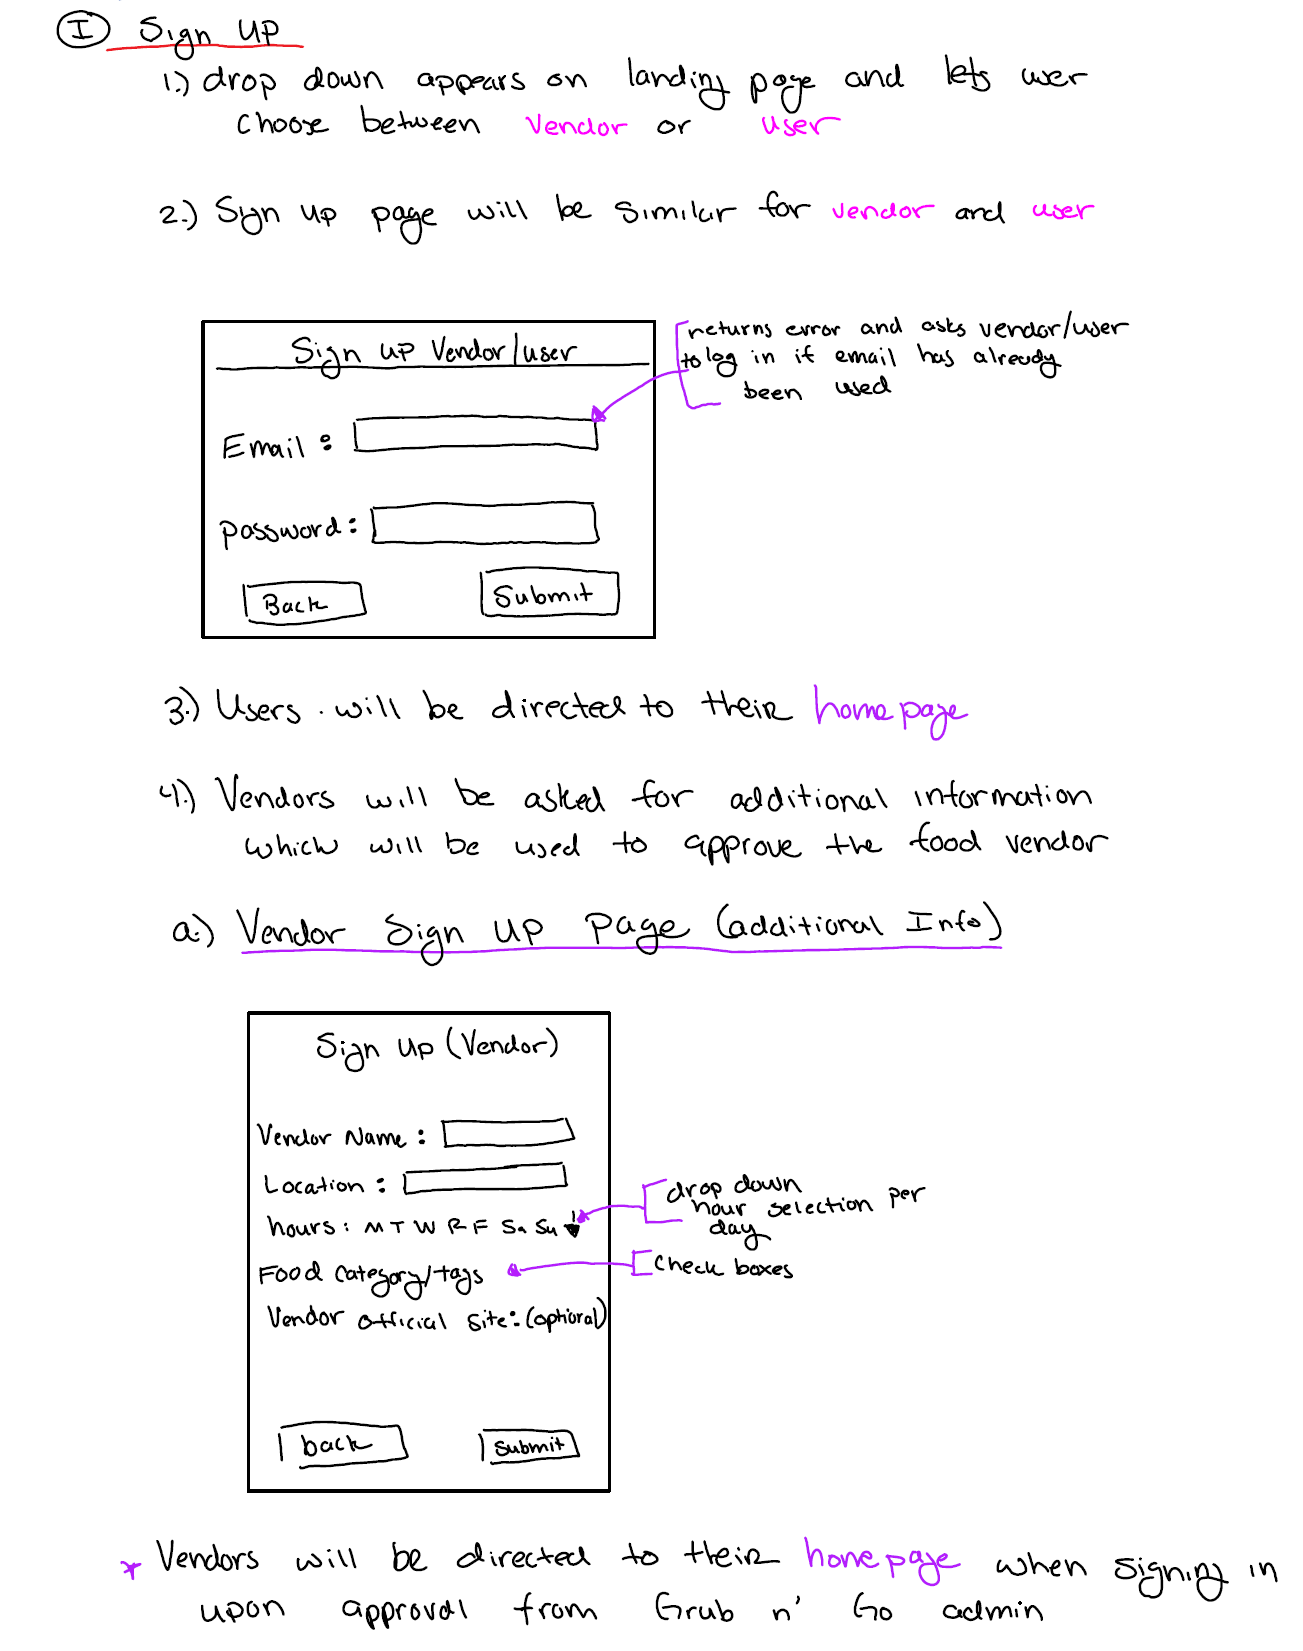 I Sign up
1.) drop down appears on landing page and lets user
choose between vendor or user
2.) Sign up page will be similar for vendor and user
Sign up Vendor/user
returns error and asks vendor/user
to log in if email has already
been used
Email:
password:
Back
Submit
3.) Users will be directed to their homepage
4.) Vendors will be asked for additional information
which will be used to approve the food vendor
a.) Vendor Sign up Page (additional Info)
Sign up (Vendor)
Vendor Name:
Location:
drop down
hour selection per
day
hours: M T W R F Sa Su
Food category/tags
check boxes
Vendor official site: (optional)
back
Submit
* Vendors will be directed to their homepage when signing in
upon approval from Grub n' Go admin